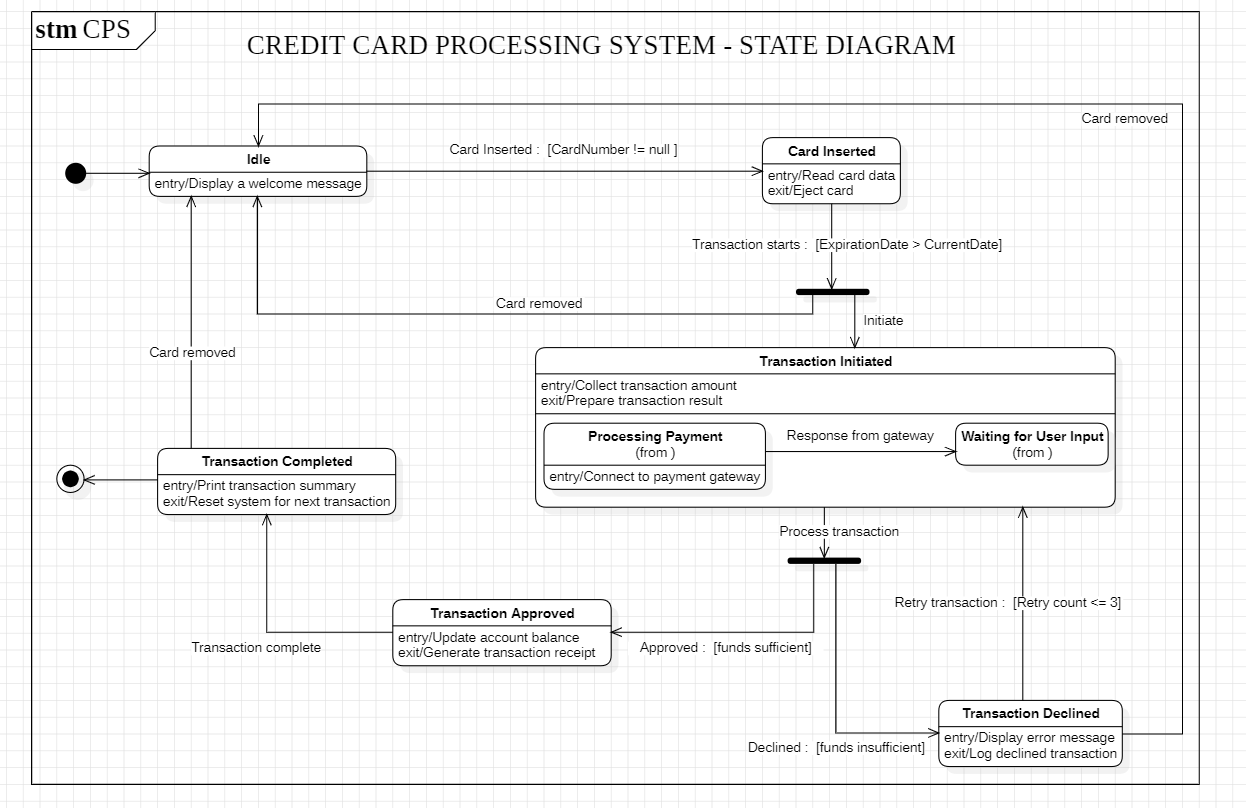 stm CPS
CREDIT CARD PROCESSING SYSTEM - STATE DIAGRAM
Card removed
Idle
entry/Display a welcome message
Card Inserted : [CardNumber != null ]
Card Inserted
entry/Read card data
exit/Eject card
Transaction starts : [ExpirationDate > CurrentDate]
Card removed
Initiate
Card removed
Transaction Initiated
entry/Collect transaction amount
exit/Prepare transaction result
Processing Payment
(from )
entry/Connect to payment gateway
Response from gateway
Waiting for User Input
(from )
Transaction Completed
entry/Print transaction summary
exit/Reset system for next transaction
Process transaction
Retry transaction : [Retry count <= 3]
Transaction Approved
entry/Update account balance
exit/Generate transaction receipt
Transaction complete
Approved : [funds sufficient]
Declined : [funds insufficient]
Transaction Declined
entry/Display error message
exit/Log declined transaction